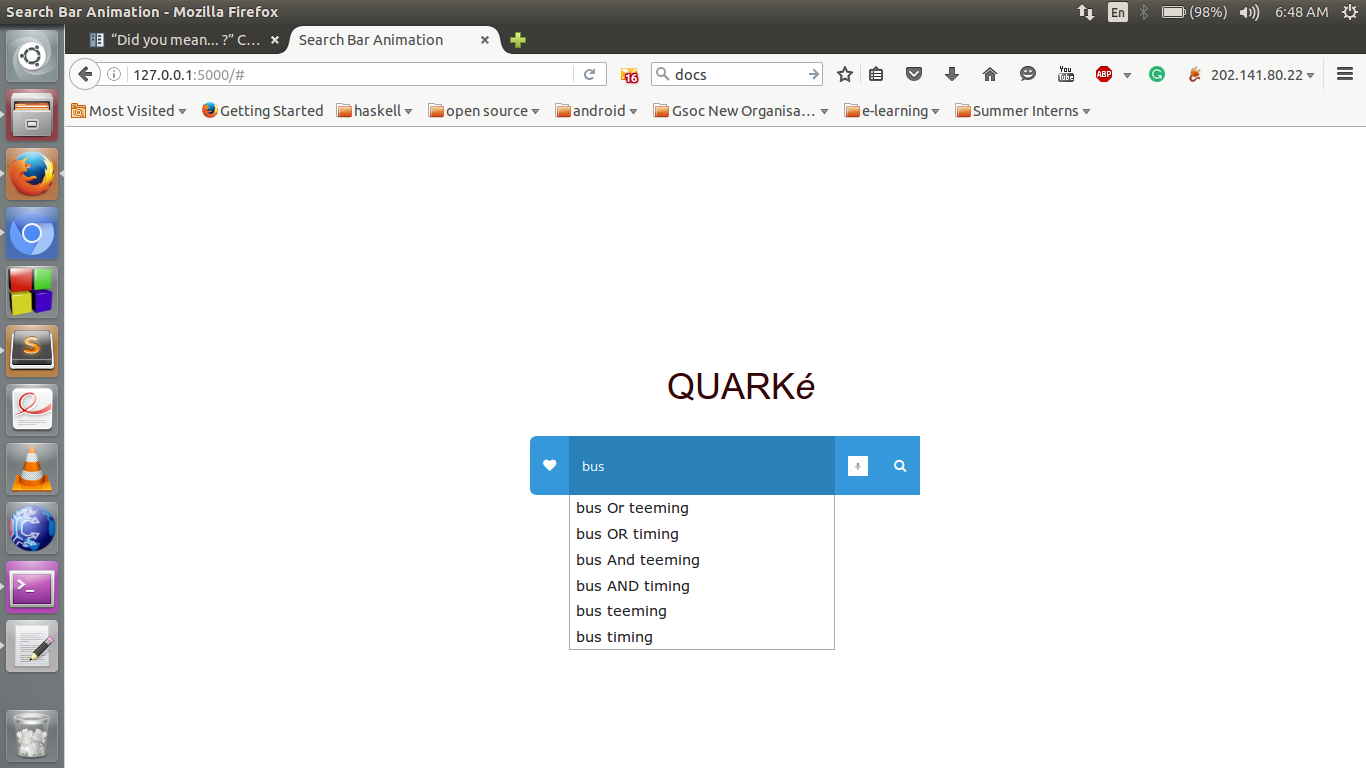 Search Bar Animation - Mozilla Firefox
En (98%) 6:48 AM
“Did you mean... ?” C... Search Bar Animation
127.0.0.1:5000/# 16 docs You Tube ABP G 202.141.80.22
Most Visited Getting Started haskell open source android Gsoc New Organisa... e-learning Summer Interns
QUARKé
bus
bus Or teeming
bus OR timing
bus And teeming
bus AND timing
bus teeming
bus timing